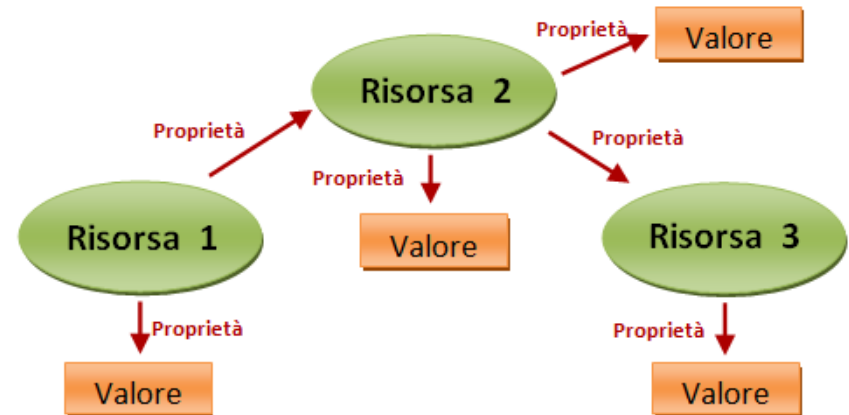 Proprietà
Valore
Risorsa 2
Proprietà
Proprietà
Proprietà
Valore
Risorsa 1
Risorsa 3
Proprietà
Proprietà
Valore
Valore